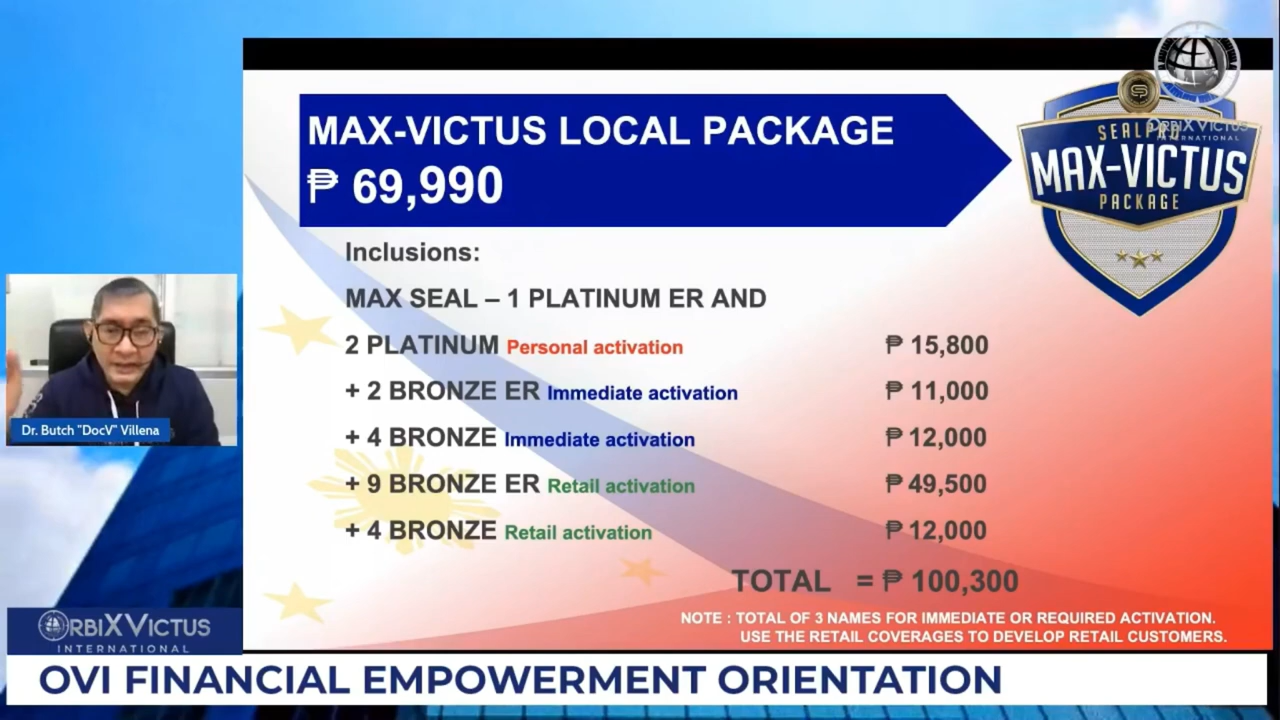 MAX-VICTUS LOCAL PACKAGE
₱ 69,990
SEALPRO
MAX-VICTUS
PACKAGE
ORBIX VICTUS
INTERNATIONAL
Inclusions:
MAX SEAL – 1 PLATINUM ER AND
2 PLATINUM Personal activation ₱ 15,800
+ 2 BRONZE ER Immediate activation ₱ 11,000
+ 4 BRONZE Immediate activation ₱ 12,000
+ 9 BRONZE ER Retail activation ₱ 49,500
+ 4 BRONZE Retail activation ₱ 12,000
TOTAL = ₱ 100,300
NOTE : TOTAL OF 3 NAMES FOR IMMEDIATE OR REQUIRED ACTIVATION.
USE THE RETAIL COVERAGES TO DEVELOP RETAIL CUSTOMERS.
Dr. Butch "DocV" Villena
ORBIX VICTUS
INTERNATIONAL
OVI FINANCIAL EMPOWERMENT ORIENTATION